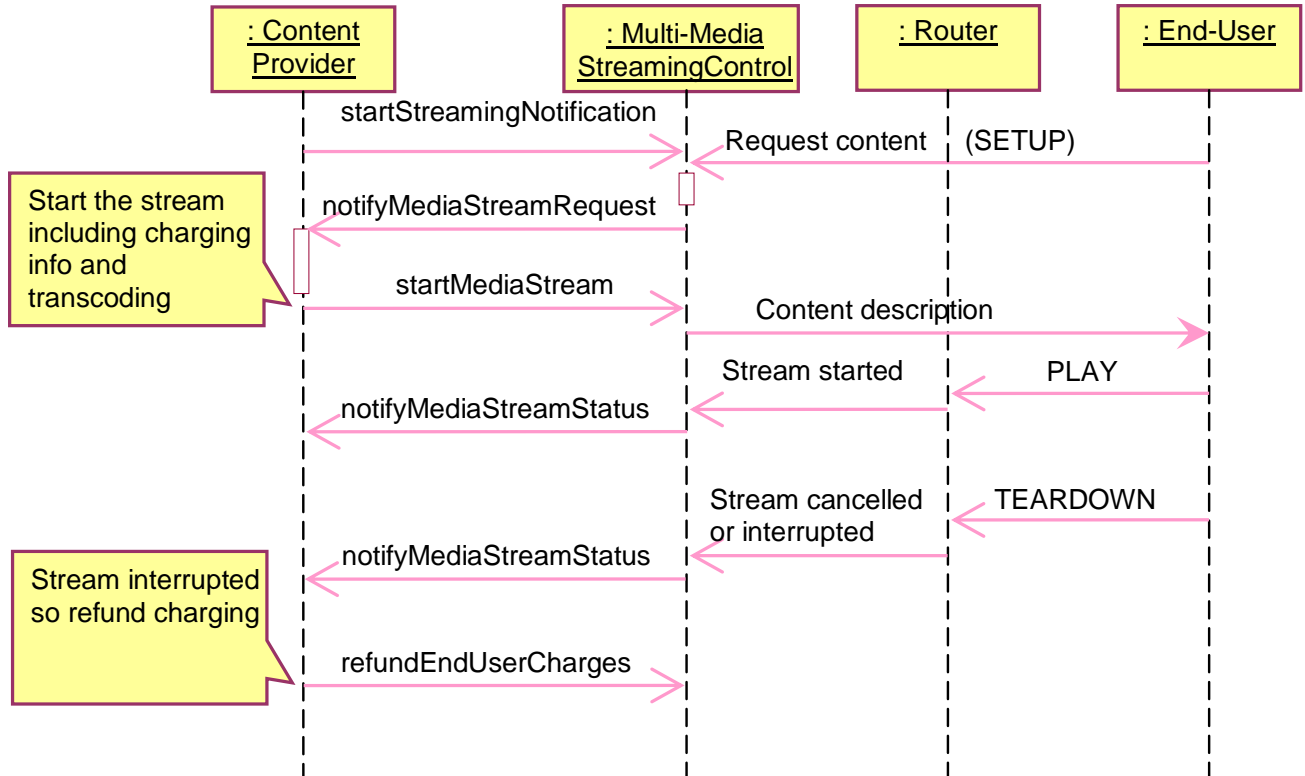 : Content
Provider
: Multi-Media
StreamingControl
: Router
: End-User
startStreamingNotification
Request content (SETUP)
Start the stream
including charging
info and
transcoding
notifyMediaStreamRequest
startMediaStream
Content description
Stream started
PLAY
notifyMediaStreamStatus
Stream cancelled
or interrupted
TEARDOWN
notifyMediaStreamStatus
Stream interrupted
so refund charging
refundEndUserCharges